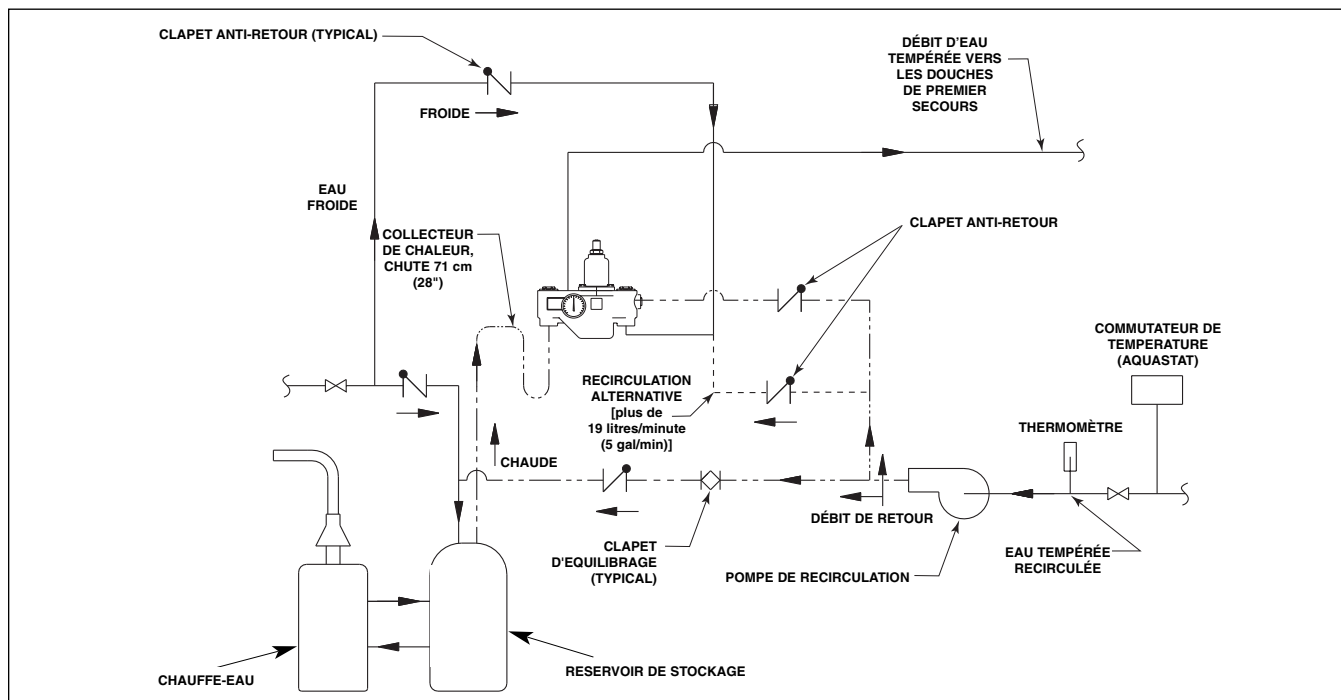 CLAPET ANTI-RETOUR (TYPICAL)
DÉBIT D'EAU
TEMPÉRÉE VERS
LES DOUCHES
DE PREMIER
SECOURS
FROIDE
EAU
FROIDE
COLLECTEUR
DE CHALEUR,
CHUTE 71 cm
(28")
CLAPET ANTI-RETOUR
COMMUTATEUR DE
TEMPERATURE
(AQUASTAT)
RECIRCULATION
ALTERNATIVE
[plus de
19 litres/minute
(5 gal/min)]
THERMOMÈTRE
CHAUDE
DÉBIT DE RETOUR
CLAPET
D'EQUILIBRAGE
(TYPICAL)
POMPE DE RECIRCULATION
EAU TEMPÉRÉE
RECIRCULÉE
RESERVOIR DE STOCKAGE
CHAUFFE-EAU